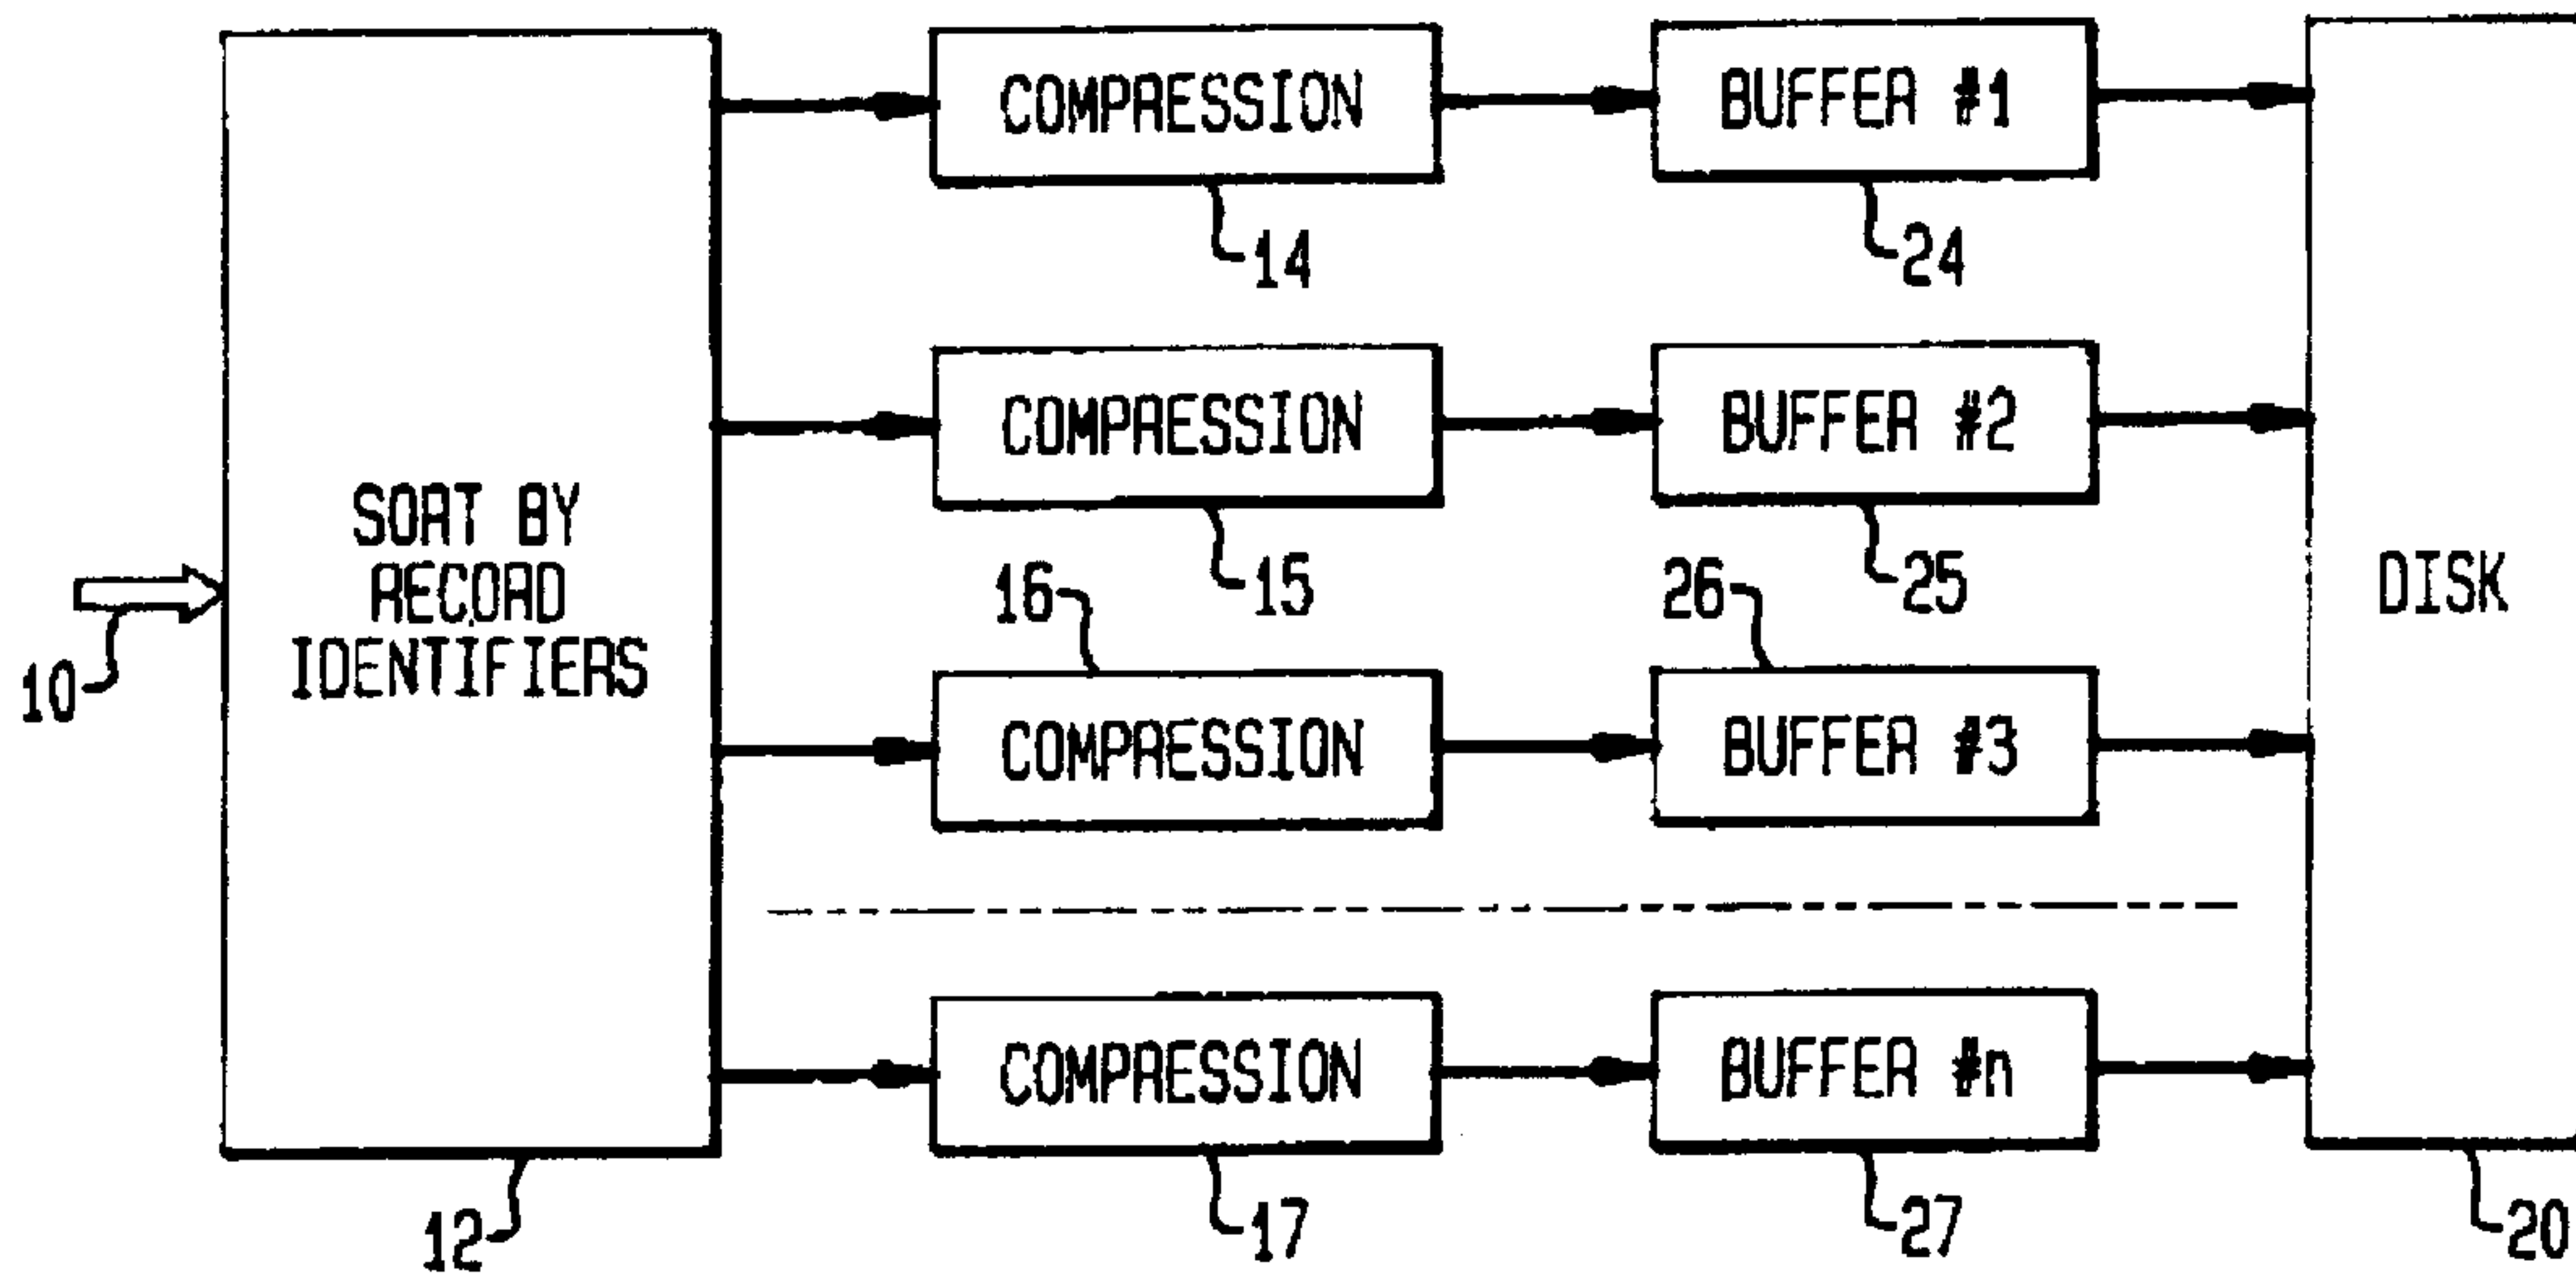 COMPRESSION
BUFFER #1
14
24
COMPRESSION
BUFFER #2
15
25
SORT BY
RECORD
IDENTIFIERS
10
12
16
26
COMPRESSION
BUFFER #3
DISK
COMPRESSION
BUFFER #n
17
27
20